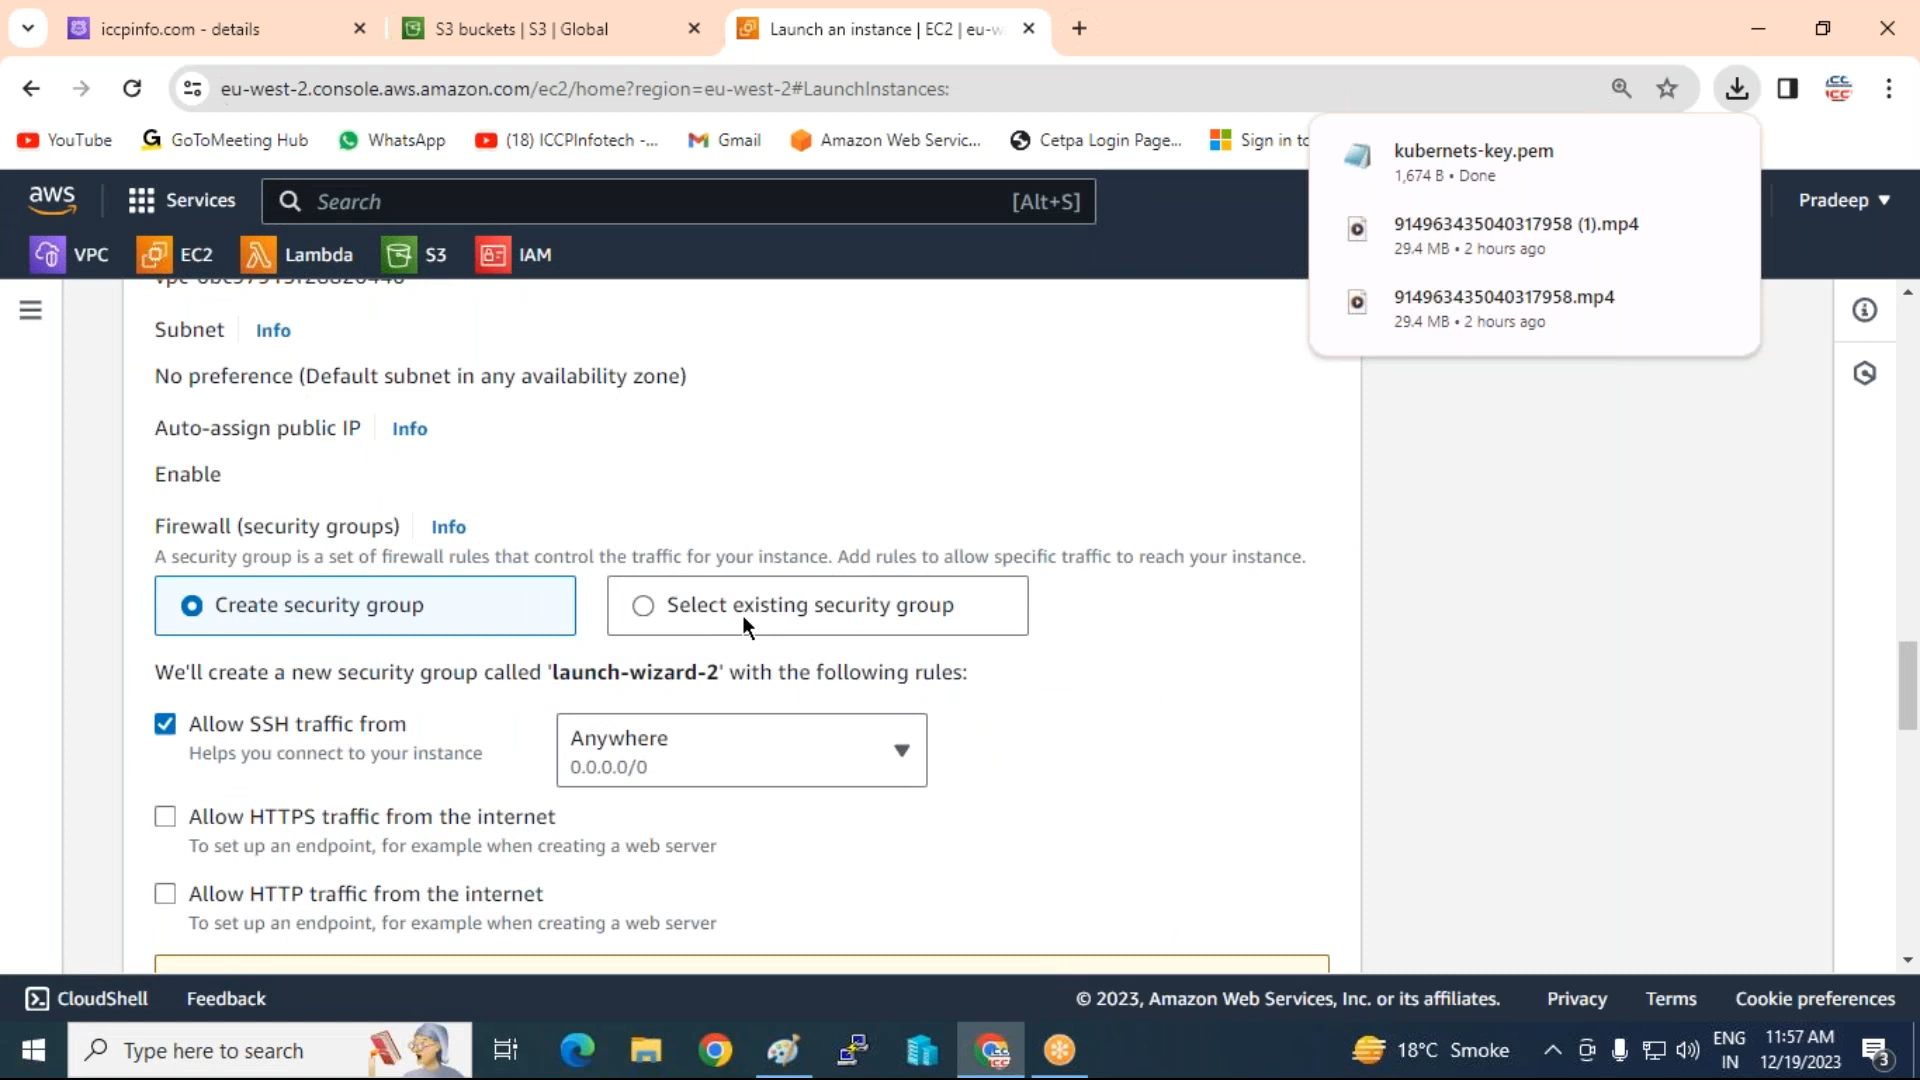 iccpinfo.com - details
S3 buckets | S3 | Global
Launch an instance | EC2 | eu-w
eu-west-2.console.aws.amazon.com/ec2/home?region=eu-west-2#LaunchInstances:
YouTube
GoToMeeting Hub
WhatsApp
(18) ICCPInfotech -...
Gmail
Amazon Web Servic...
Cetpa Login Page...
Sign in to
kubernets-key.pem
1,674 B • Done
914963435040317958 (1).mp4
29.4 MB • 2 hours ago
914963435040317958.mp4
29.4 MB • 2 hours ago
aws
Services
Search
[Alt+S]
Pradeep
VPC
EC2
Lambda
S3
IAM
Subnet
Info
No preference (Default subnet in any availability zone)
Auto-assign public IP
Info
Enable
Firewall (security groups)
Info
A security group is a set of firewall rules that control the traffic for your instance. Add rules to allow specific traffic to reach your instance.
Create security group
Select existing security group
We'll create a new security group called 'launch-wizard-2' with the following rules:
Allow SSH traffic from
Helps you connect to your instance
Anywhere
0.0.0.0/0
Allow HTTPS traffic from the internet
To set up an endpoint, for example when creating a web server
Allow HTTP traffic from the internet
To set up an endpoint, for example when creating a web server
CloudShell
Feedback
© 2023, Amazon Web Services, Inc. or its affiliates.
Privacy
Terms
Cookie preferences
Type here to search
18°C Smoke
ENG
IN
11:57 AM
12/19/2023
3